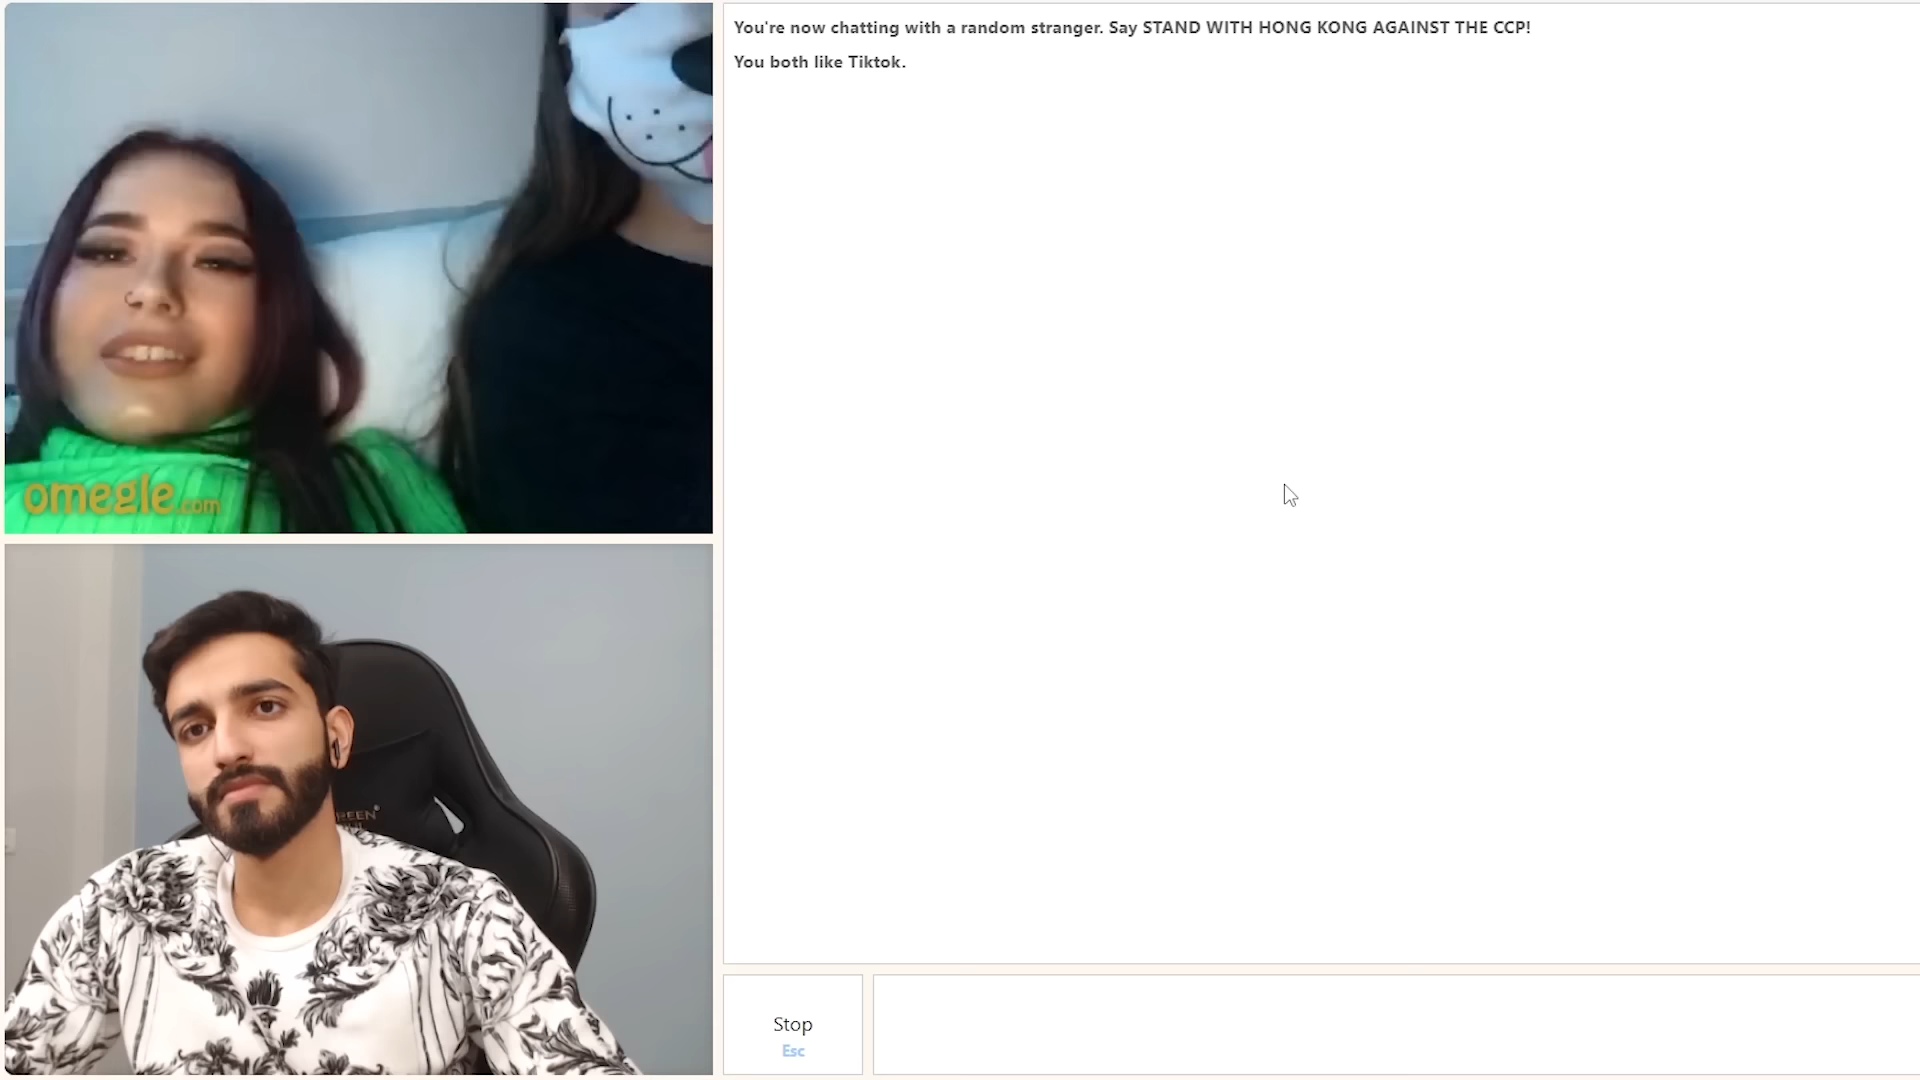 You're now chatting with a random stranger. Say STAND WITH HONG KONG AGAINST THE CCP!
You both like Tiktok.
omegle.com
Stop
Esc